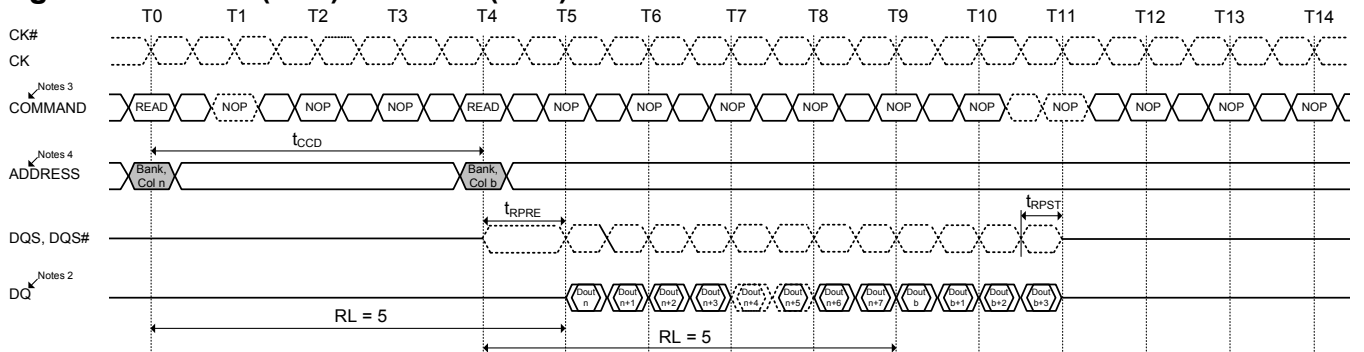 T0 T1 T2 T3 T4 T5 T6 T7 T8 T9 T10 T11 T12 T13 T14
CK#
CK
Notes 3
COMMAND READ NOP NOP NOP READ NOP NOP NOP NOP NOP NOP NOP NOP NOP NOP
tCCD
Notes 4
ADDRESS Bank, Col n Bank, Col b
tRPRE tRPST
DQS, DQS#
Notes 2
DQ Dout n Dout n+1 Dout n+2 Dout n+3 Dout n+4 Dout n+5 Dout n+6 Dout n+7 Dout b Dout b+1 Dout b+2 Dout b+3
RL = 5
RL = 5